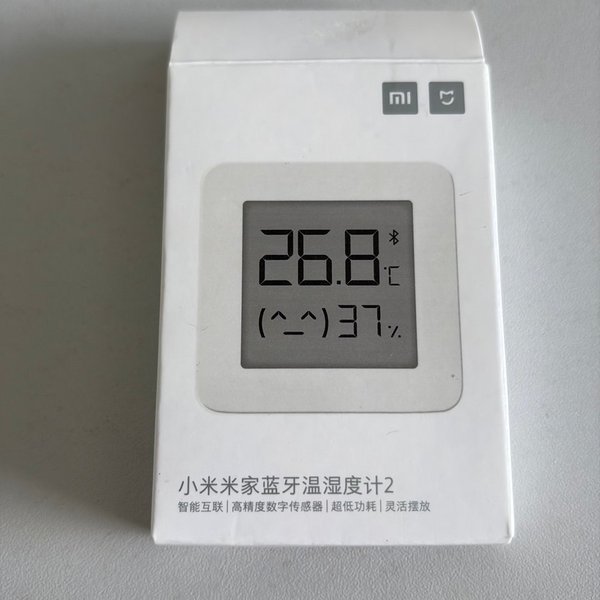 mi
26.8 °C
(^_^) 37%
小米米家蓝牙温湿度计2
智能互联|高精度数字传感器|超低功耗|灵活摆放